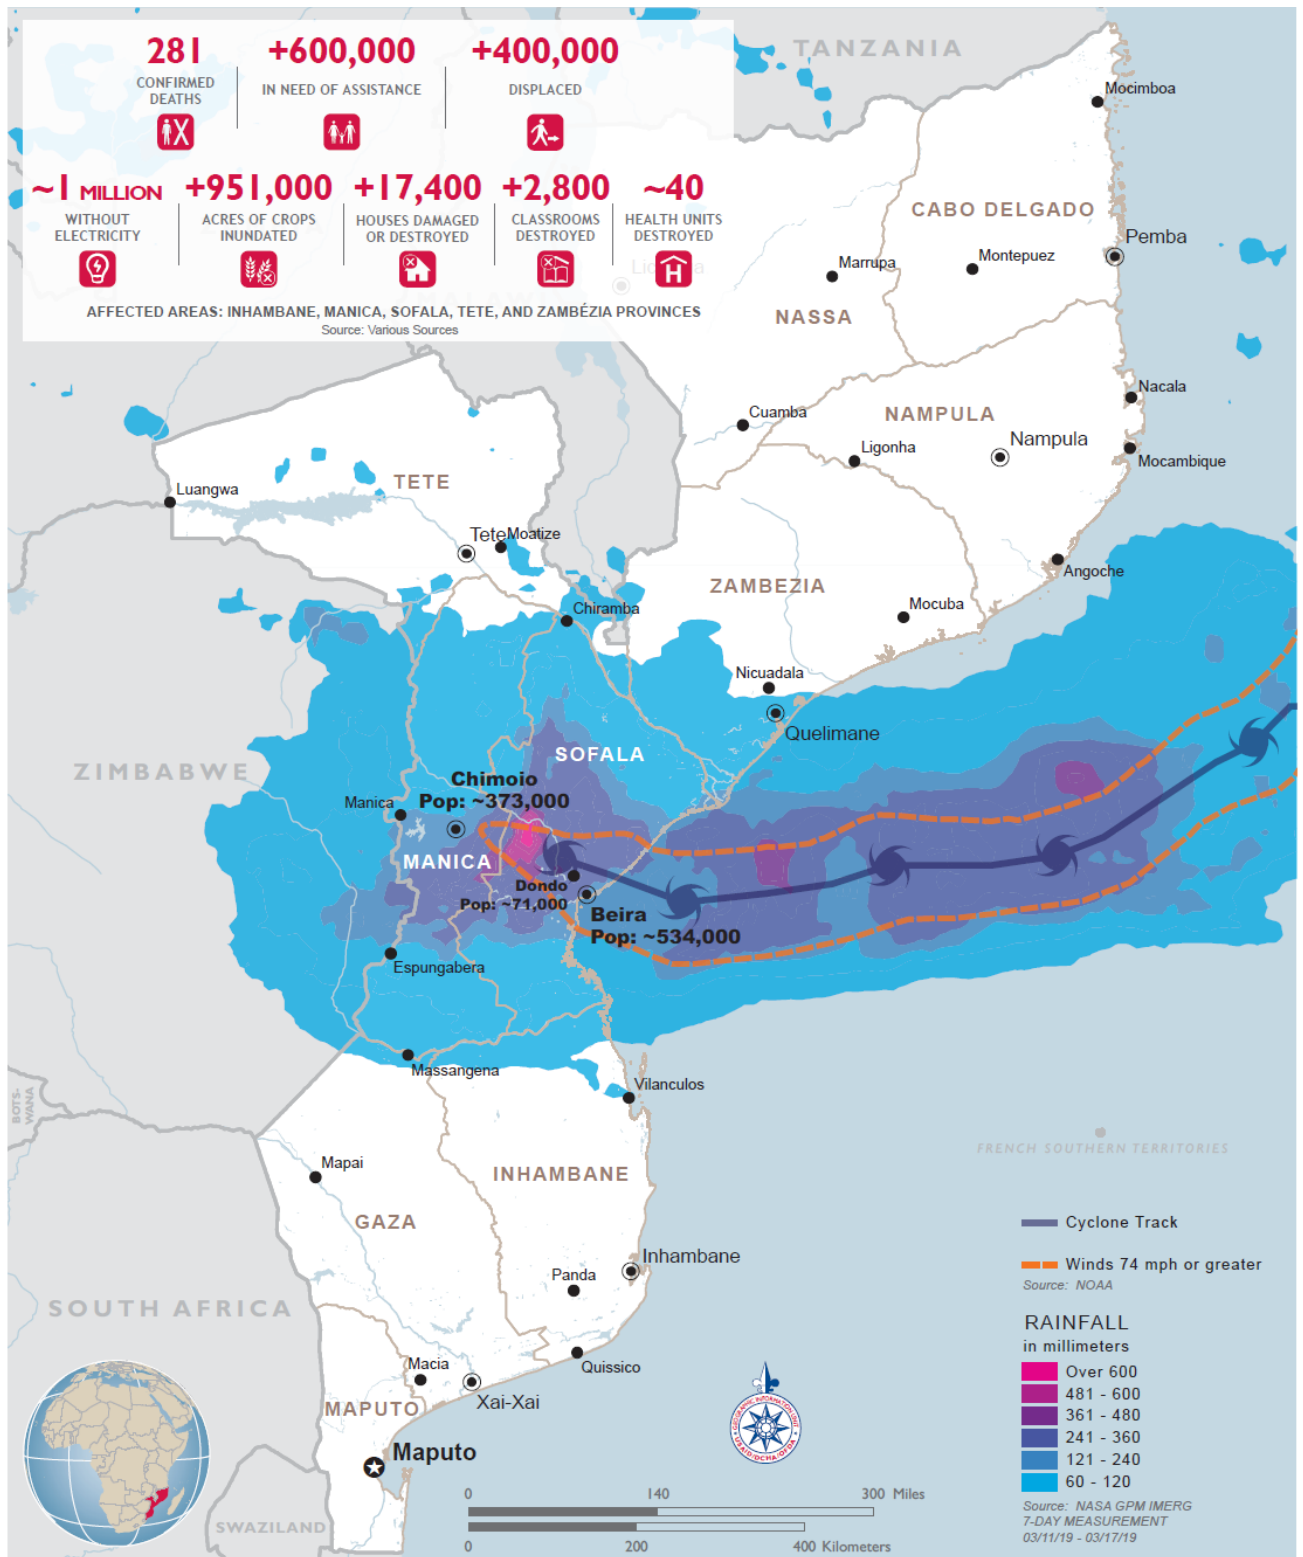 281
CONFIRMED
DEATHS
+600,000
IN NEED OF ASSISTANCE
+400,000
DISPLACED
~1 MILLION
WITHOUT
ELECTRICITY
+951,000
ACRES OF CROPS
INUNDATED
+17,400
HOUSES DAMAGED
OR DESTROYED
+2,800
CLASSROOMS
DESTROYED
~40
HEALTH UNITS
DESTROYED
AFFECTED AREAS: INHAMBANE, MANICA, SOFALA, TETE, AND ZAMBÉZIA PROVINCES
Source: Various Sources
TANZANIA
Mocimboa
CABO DELGADO
Pemba
Montepuez
Marrupa
NASSA
Nacala
Cuamba
NAMPULA
Nampula
Ligonha
Mocambique
TETE
Luangwa
Tete
Moatize
Angoche
ZAMBEZIA
Chiramba
Mocuba
Nicuadala
Quelimane
SOFALA
ZIMBABWE
Chimoio
Pop: ~373,000
Manica
MANICA
Dondo
Pop: ~71,000
Beira
Pop: ~534,000
Espungabera
Massangena
Vilanculos
BOTS-
WANA
FRENCH SOUTHERN TERRITORIES
Mapai
INHAMBANE
GAZA
Inhambane
Panda
SOUTH AFRICA
Quissico
Macia
Xai-Xai
MAPUTO
Maputo
SWAZILAND
Cyclone Track
Winds 74 mph or greater
Source: NOAA
RAINFALL
in millimeters
Over 600
481 - 600
361 - 480
241 - 360
121 - 240
60 - 120
Source: NASA GPM IMERG
7-DAY MEASUREMENT
03/11/19 - 03/17/19
GEOGRAPHIC INFORMATION UNIT
USAID/DCHA/OFDA
0 140 300 Miles
0 200 400 Kilometers